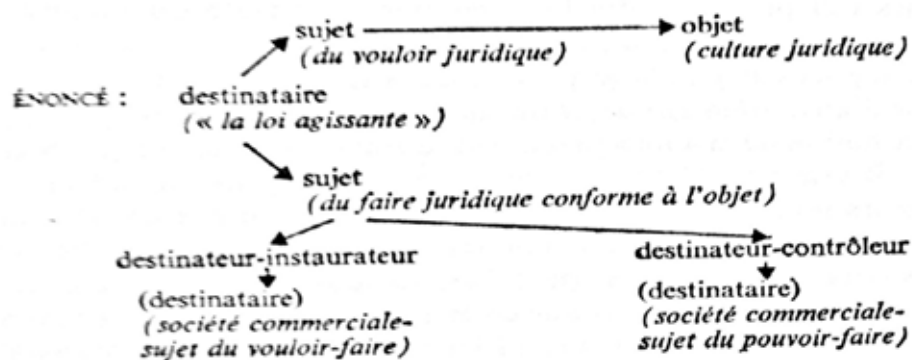 sujet objet
(du vouloir juridique) (culture juridique)
ÉNONCÉ : destinataire
(« la loi agissante »)
sujet
(du faire juridique conforme à l'objet)
destinateur-instaurateur destinateur-contrôleur
(destinataire) (destinataire)
(société commerciale- (société commerciale-
sujet du vouloir-faire) sujet du pouvoir-faire)